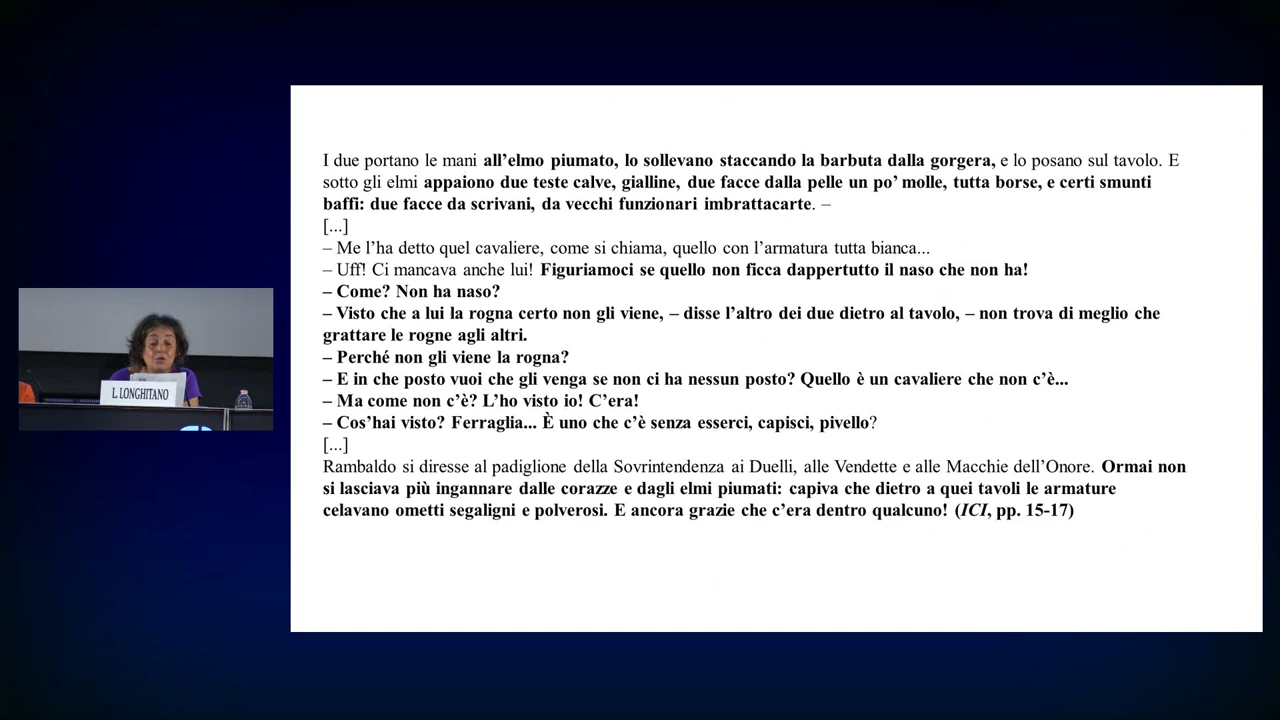 I due portano le mani all’elmo piumato, lo sollevano staccando la barbuta dalla gorgera, e lo posano sul tavolo. E
sotto gli elmi appaiono due teste calve, gialline, due facce dalla pelle un po’ molle, tutta borse, e certi smunti
baffi: due facce da scrivani, da vecchi funzionari imbrattacarte. –
[...]
– Me l’ha detto quel cavaliere, come si chiama, quello con l’armatura tutta bianca...
– Uff! Ci mancava anche lui! Figuriamoci se quello non ficca dappertutto il naso che non ha!
– Come? Non ha naso?
– Visto che a lui la rogna certo non gli viene, – disse l’altro dei due dietro al tavolo, – non trova di meglio che
grattare le rogne agli altri.
– Perché non gli viene la rogna?
– E in che posto vuoi che gli venga se non ci ha nessun posto? Quello è un cavaliere che non c’è...
– Ma come non c’è? L’ho visto io! C’era!
– Cos’hai visto? Ferraglia... È uno che c’è senza esserci, capisci, pivello?
[...]
Rambaldo si diresse al padiglione della Sovrintendenza ai Duelli, alle Vendette e alle Macchie dell’Onore. Ormai non
si lasciava più ingannare dalle corazze e dagli elmi piumati: capiva che dietro a quei tavoli le armature
celavano ometti segaligni e polverosi. E ancora grazie che c’era dentro qualcuno! (ICI, pp. 15-17)
L. LONGHITANO